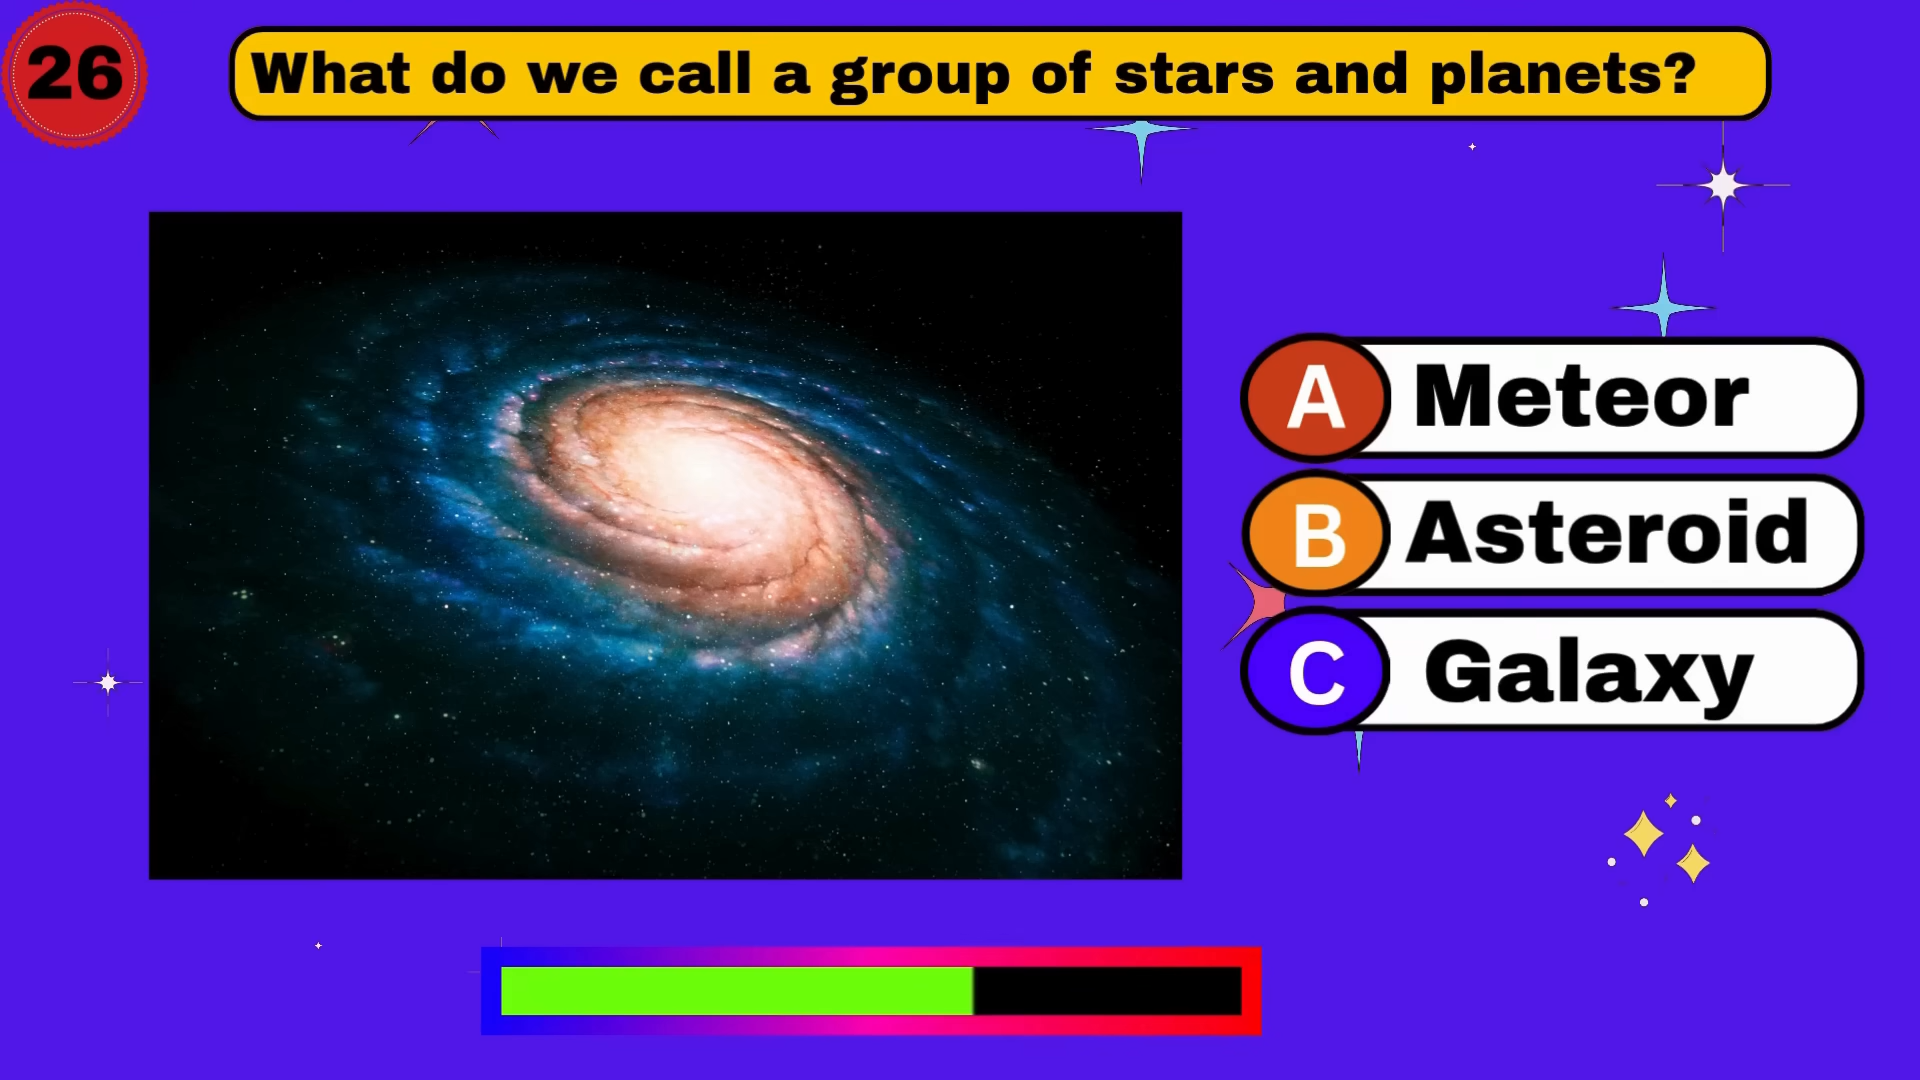 26
What do we call a group of stars and planets?
A Meteor
B Asteroid
C Galaxy